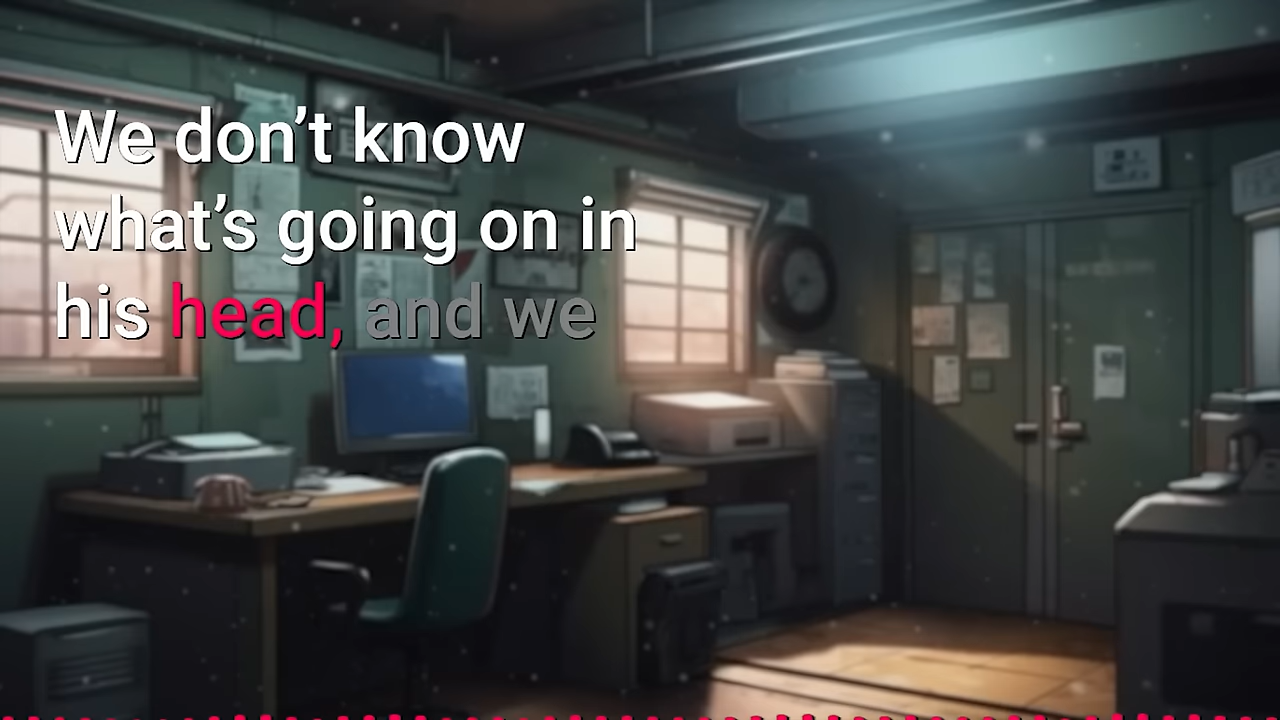 We don’t know
what’s going on in
his head, and we